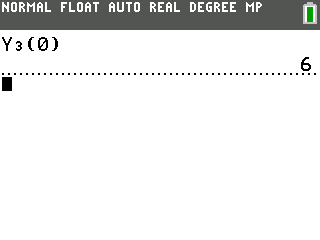 NORMAL FLOAT AUTO REAL DEGREE MP
Y₃(0)
6